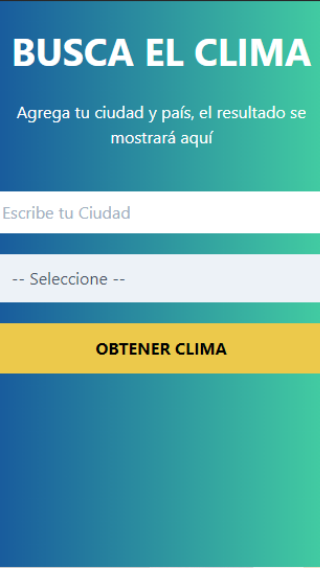 BUSCA EL CLIMA
Agrega tu ciudad y país, el resultado se
mostrará aquí
Escribe tu Ciudad
-- Seleccione --
OBTENER CLIMA